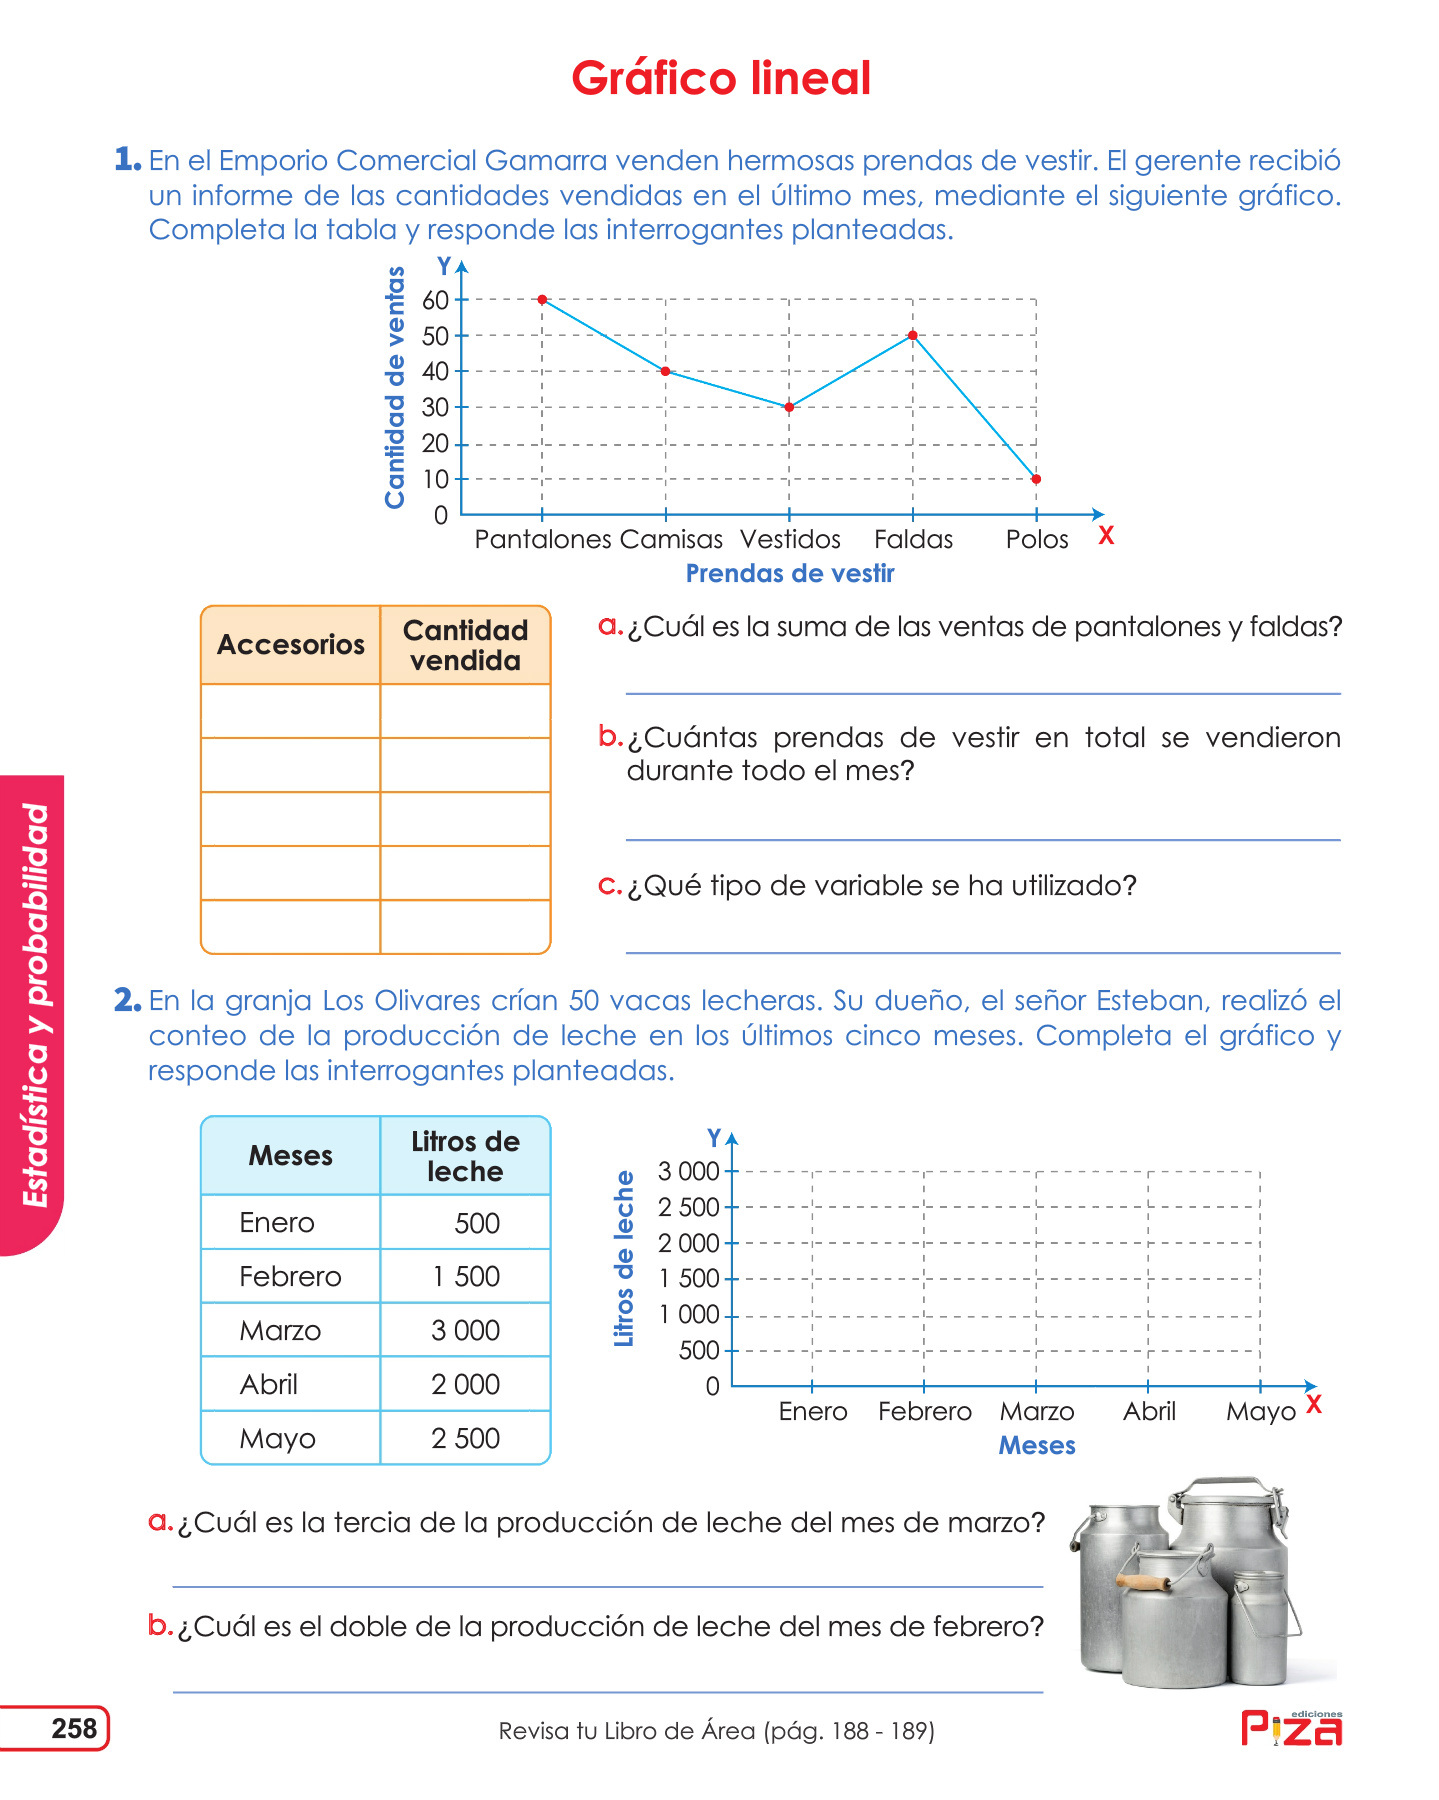 Gráfico lineal
1. En el Emporio Comercial Gamarra venden hermosas prendas de vestir. El gerente recibió
un informe de las cantidades vendidas en el último mes, mediante el siguiente gráfico.
Completa la tabla y responde las interrogantes planteadas.
Cantidad de ventas
Y
60
50
40
30
20
10
0
Pantalones Camisas Vestidos Faldas Polos X
Prendas de vestir
Accesorios
Cantidad
vendida
a. ¿Cuál es la suma de las ventas de pantalones y faldas?
b. ¿Cuántas prendas de vestir en total se vendieron
durante todo el mes?
c. ¿Qué tipo de variable se ha utilizado?
Estadística y probabilidad
2. En la granja Los Olivares crían 50 vacas lecheras. Su dueño, el señor Esteban, realizó el
conteo de la producción de leche en los últimos cinco meses. Completa el gráfico y
responde las interrogantes planteadas.
Meses
Litros de
leche
Enero 500
Febrero 1 500
Marzo 3 000
Abril 2 000
Mayo 2 500
Litros de leche
Y
3 000
2 500
2 000
1 500
1 000
500
0
Enero Febrero Marzo Abril Mayo X
Meses
a. ¿Cuál es la tercia de la producción de leche del mes de marzo?
b. ¿Cuál es el doble de la producción de leche del mes de febrero?
258
Revisa tu Libro de Área (pág. 188 - 189)
ediciones
Piza